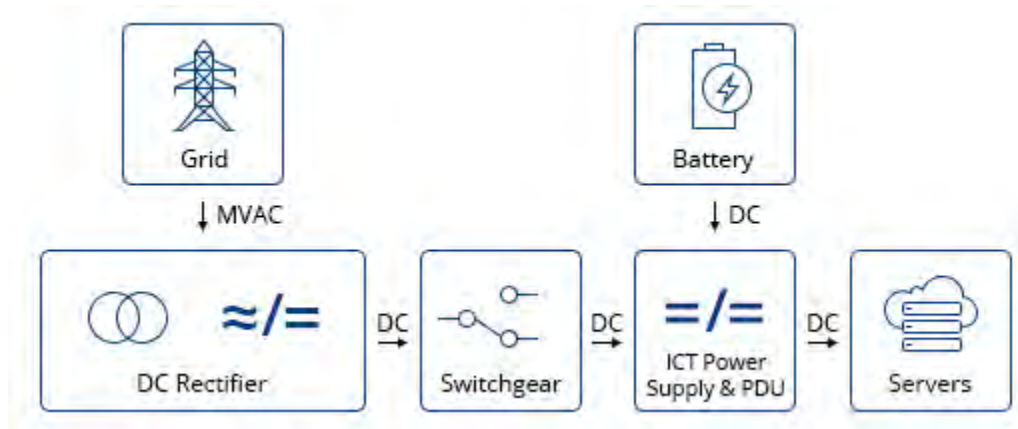 Grid
Battery
MVAC
DC
≈/=
DC
DC
=/=
DC
DC Rectifier
Switchgear
ICT Power
Supply & PDU
Servers